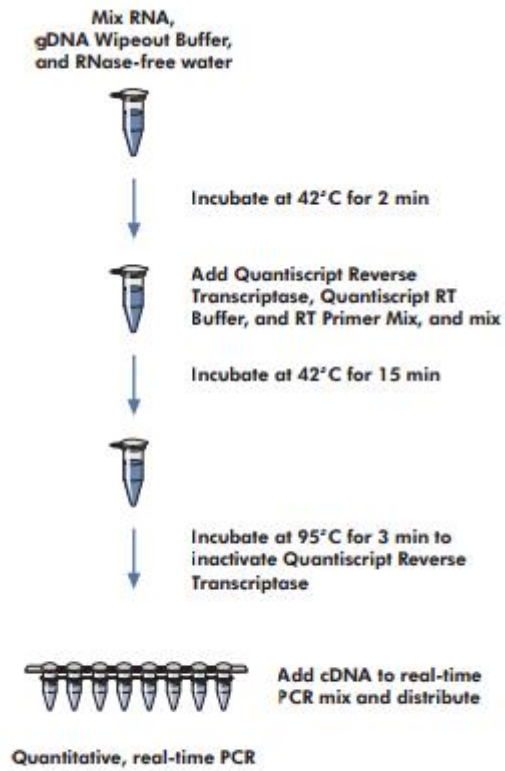 Mix RNA,
gDNA Wipeout Buffer,
and RNase-free water
Incubate at 42°C for 2 min
Add Quantiscript Reverse
Transcriptase, Quantiscript RT
Buffer, and RT Primer Mix, and mix
Incubate at 42°C for 15 min
Incubate at 95°C for 3 min to
inactivate Quantiscript Reverse
Transcriptase
Add cDNA to real-time
PCR mix and distribute
Quantitative, real-time PCR